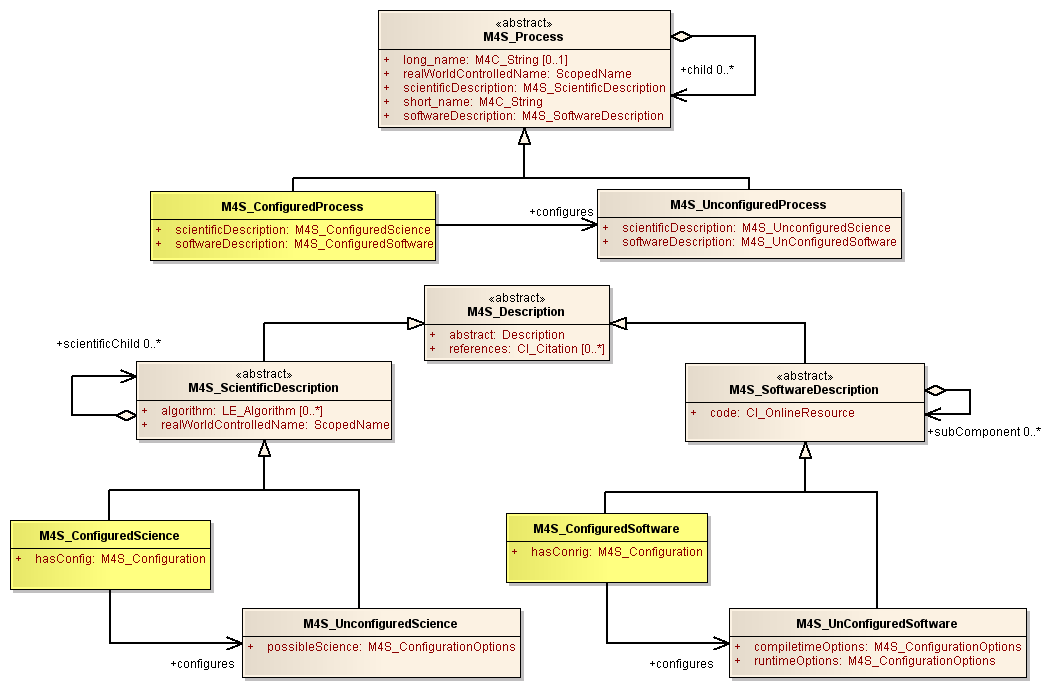 «abstract»
M4S_Process
+ long_name: M4C_String [0..1]
+ realWorldControlledName: ScopedName
+ scientificDescription: M4S_ScientificDescription
+ short_name: M4C_String
+ softwareDescription: M4S_SoftwareDescription
+child 0..*
M4S_ConfiguredProcess
+ scientificDescription: M4S_ConfiguredScience
+ softwareDescription: M4S_ConfiguredSoftware
+configures
M4S_UnconfiguredProcess
+ scientificDescription: M4S_UnconfiguredScience
+ softwareDescription: M4S_UnConfiguredSoftware
«abstract»
M4S_Description
+ abstract: Description
+ references: CI_Citation [0..*]
+scientificChild 0..*
«abstract»
M4S_ScientificDescription
+ algorithm: LE_Algorithm [0..*]
+ realWorldControlledName: ScopedName
«abstract»
M4S_SoftwareDescription
+ code: CI_OnlineResource
+subComponent 0..*
M4S_ConfiguredScience
+ hasConfig: M4S_Configuration
M4S_ConfiguredSoftware
+ hasConrig: M4S_Configuration
M4S_UnconfiguredScience
+ possibleScience: M4S_ConfigurationOptions
+configures
M4S_UnConfiguredSoftware
+ compiletimeOptions: M4S_ConfigurationOptions
+ runtimeOptions: M4S_ConfigurationOptions
+configures